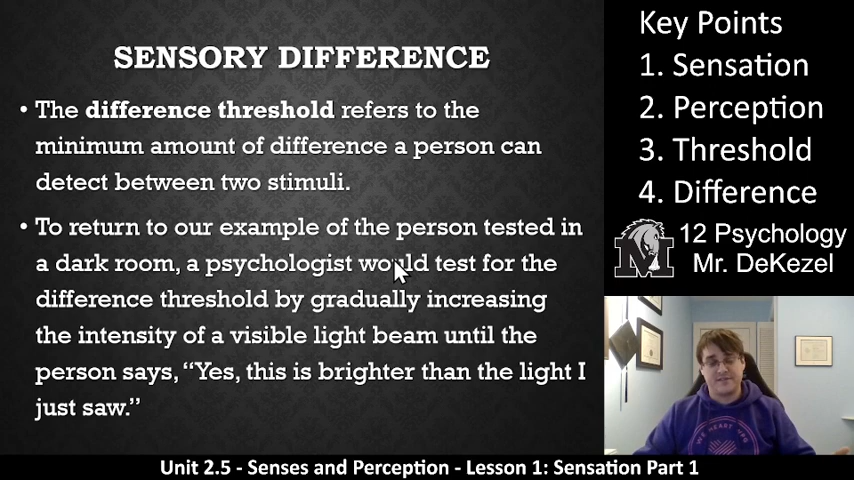 SENSORY DIFFERENCE
• The difference threshold refers to the
minimum amount of difference a person can
detect between two stimuli.
• To return to our example of the person tested in
a dark room, a psychologist would test for the
difference threshold by gradually increasing
the intensity of a visible light beam until the
person says, “Yes, this is brighter than the light I
just saw.”
Key Points
1. Sensation
2. Perception
3. Threshold
4. Difference
M
12 Psychology
Mr. DeKezel
WE HEART
Unit 2.5 - Senses and Perception - Lesson 1: Sensation Part 1